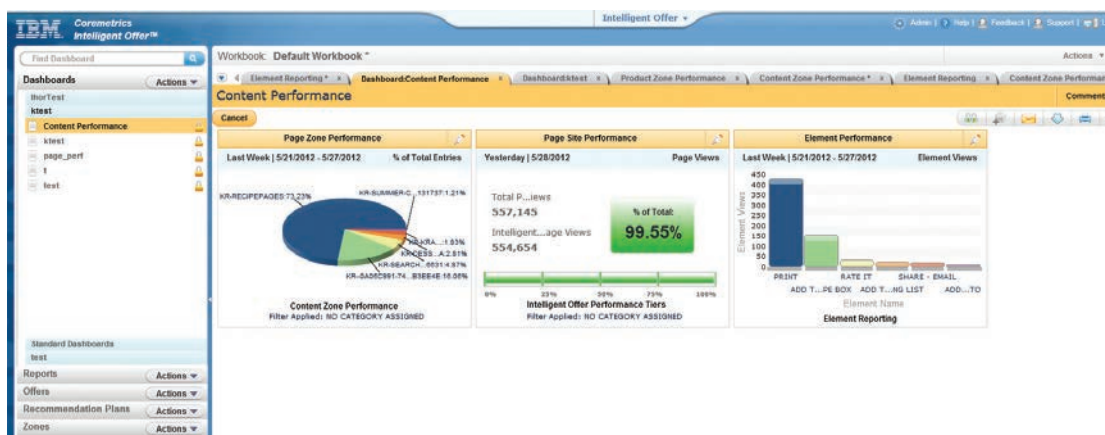 IBM. Coremetrics
Intelligent Offer™
Intelligent Offer
Admin | Help | Feedback | Support |
Find Dashboard
Workbook: Default Workbook *
Actions
Dashboards
Actions
Element Reporting * x
Dashboard:Content Performance x
Dashboard:ktest x
Product Zone Performance x
Content Zone Performance * x
Element Reporting x
Content Zone Performan
thorTest
Content Performance
Comment
ktest
Content Performance
Cancel
ktest
page_perf
t
test
Page Zone Performance
Last Week | 5/21/2012 - 5/27/2012 % of Total Entries
KR-RECIPEPAGES:73.23%
KR-SUMMER-C...131737:1.21%
KR-KRA...:1.93%
KR-SEARCH...6631:4.97%
Content Zone Performance
Filter Applied: NO CATEGORY ASSIGNED
Page Site Performance
Yesterday | 5/28/2012 Page Views
Total P...iews
557,145
Intelligent...age Views
554,654
% of Total:
99.55%
0% 25% 50% 75% 100%
Intelligent Offer Performance Tiers
Filter Applied: NO CATEGORY ASSIGNED
Element Performance
Last Week | 5/21/2012 - 5/27/2012 Element Views
450
400
350
300
250
200
150
100
50
0
Element Views
PRINT RATE IT SHARE - EMAIL
ADD T...PE BOX ADD T...NG LIST ADD...TO
Element Name
Element Reporting
Standard Dashboards
test
Reports Actions
Offers Actions
Recommendation Plans Actions
Zones Actions